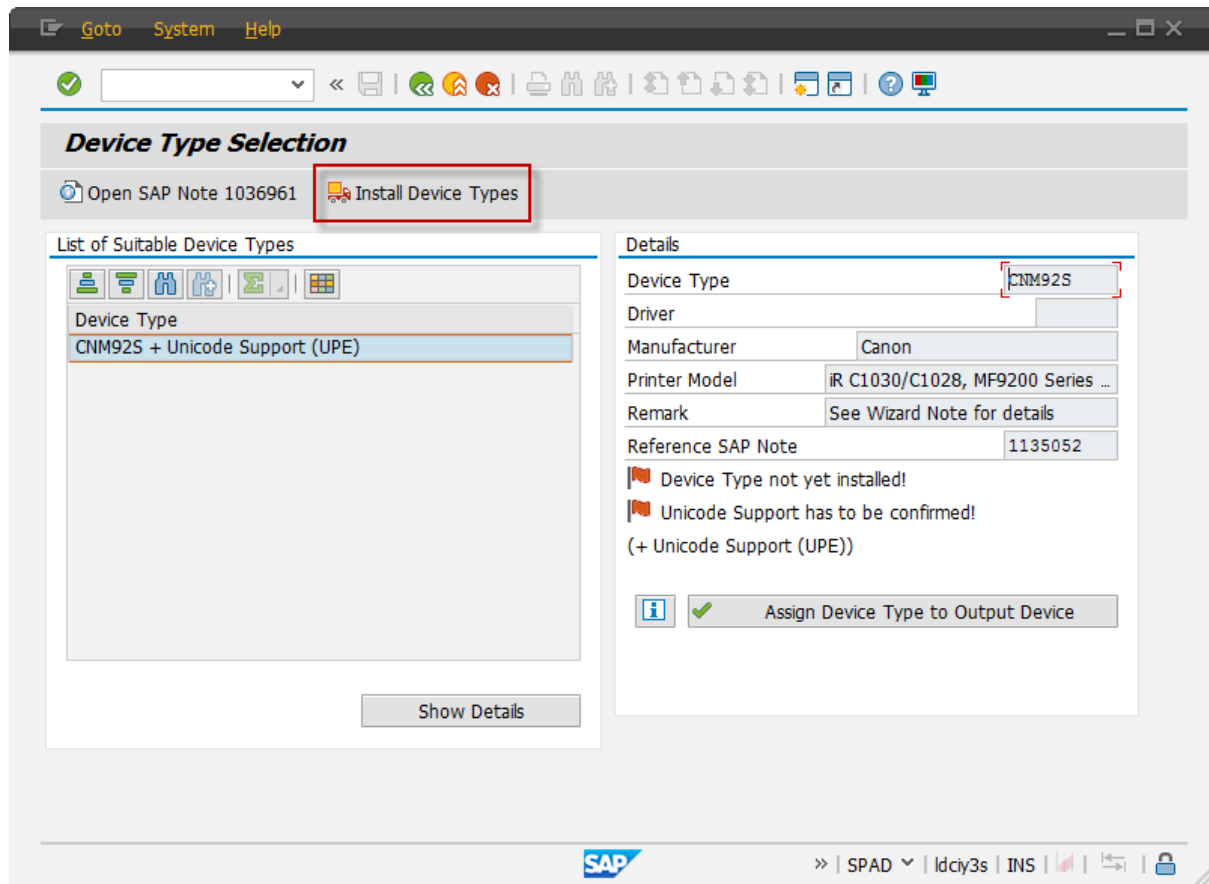 Goto System Help
Device Type Selection
Open SAP Note 1036961 Install Device Types
List of Suitable Device Types
Device Type
CNM92S + Unicode Support (UPE)
Show Details
Details
Device Type CNM92S
Driver
Manufacturer Canon
Printer Model iR C1030/C1028, MF9200 Series ...
Remark See Wizard Note for details
Reference SAP Note 1135052
Device Type not yet installed!
Unicode Support has to be confirmed!
(+ Unicode Support (UPE))
Assign Device Type to Output Device
SAP » | SPAD | ldciy3s | INS